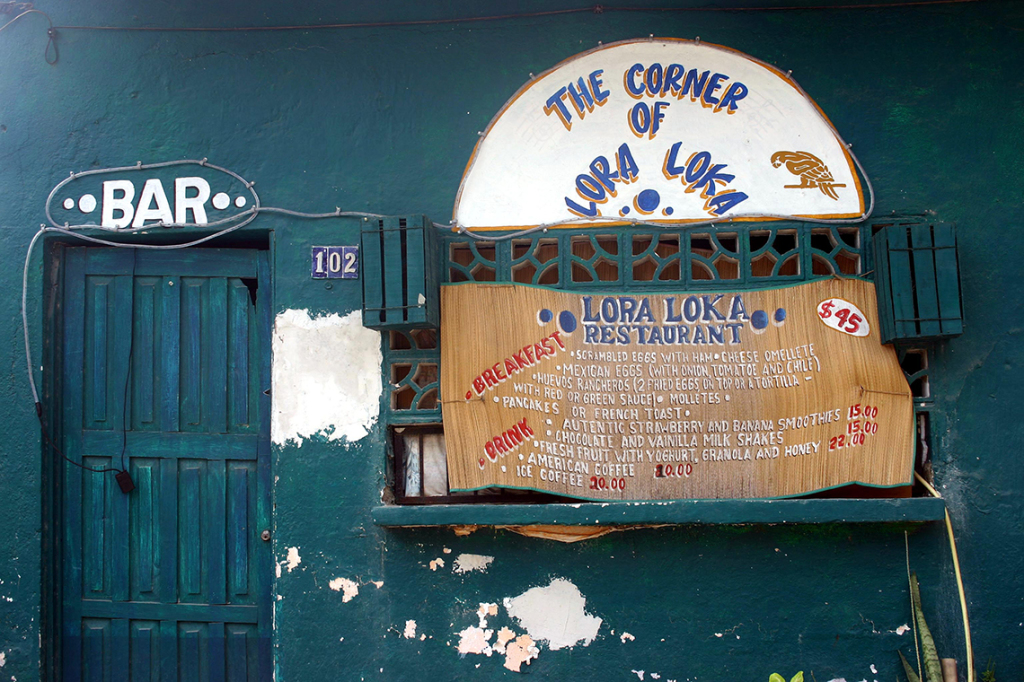 THE CORNER
OF
LORA LOKA
BAR
102
LORA LOKA
RESTAURANT
$45
BREAKFAST
•SCRAMBLED EGGS WITH HAM•CHEESE OMELLETE
•MEXICAN EGGS (WITH ONION, TOMATOE AND CHILE)
•HUEVOS RANCHEROS (2 FRIED EGGS ON TOP OR A TORTILLA –
WITH RED OR GREEN SAUCE)• MOLLETES•
•PANCAKES OR FRENCH TOAST•
DRINK
• AUTENTIC STRAWBERRY AND BANANA SMOOTHIES 15.00
•CHOCOLATE AND VAINILLA MILK SHAKES 15.00
•FRESH FRUIT WITH YOGHURT, GRANOLA AND HONEY 22.00
•AMERICAN COFFEE 10.00
•ICE COFFEE 20.00